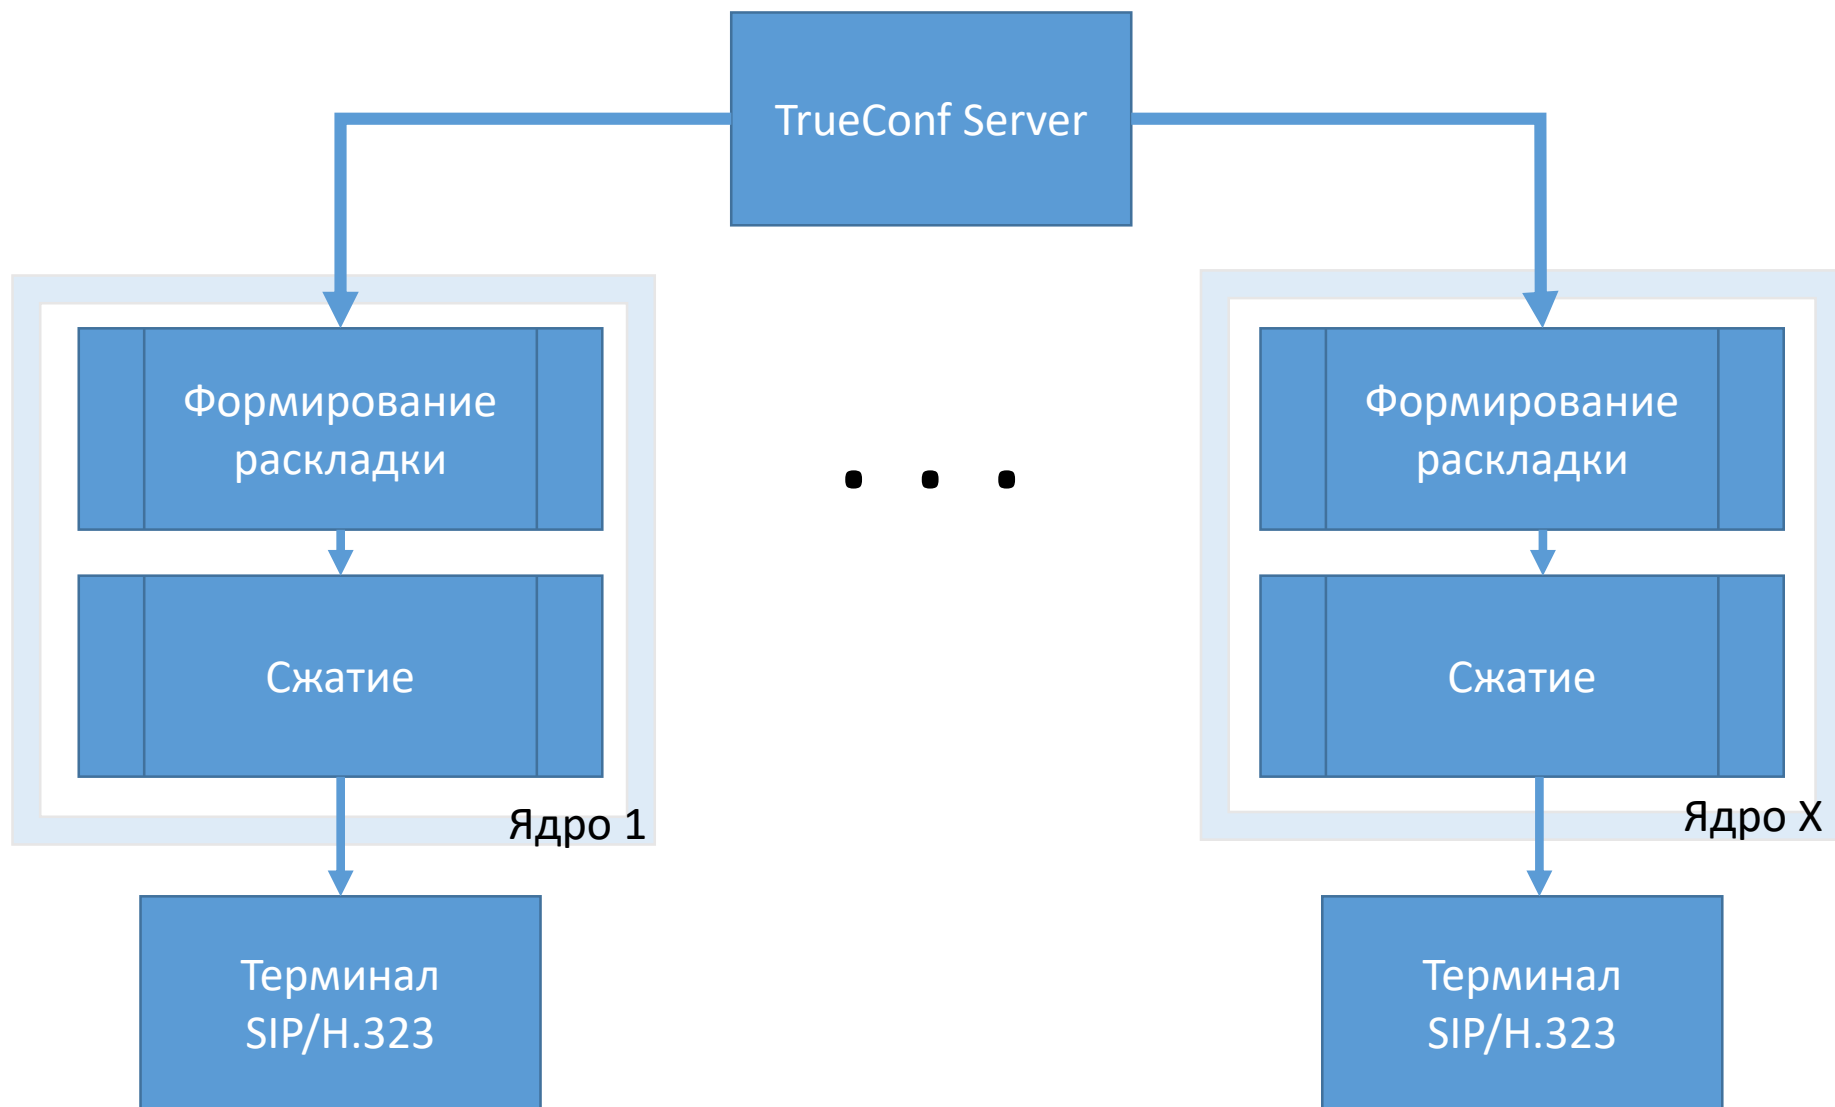 TrueConf Server
Формирование
раскладки
Сжатие
Ядро 1
Терминал
SIP/H.323
. . .
Формирование
раскладки
Сжатие
Ядро X
Терминал
SIP/H.323